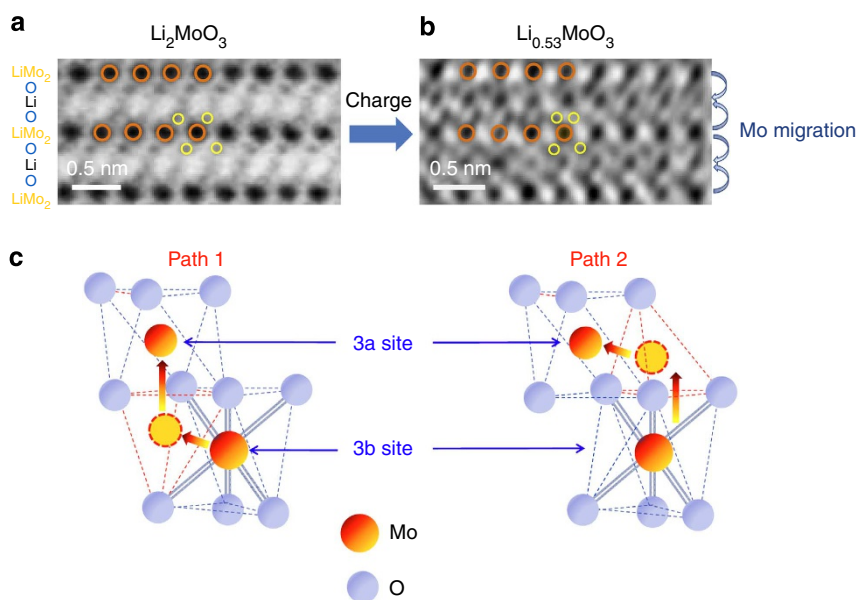 a
Li2MoO3
b
Li0.53MoO3
LiMo2
O
Li
O
LiMo2
O
Li
O
LiMo2
0.5 nm
Charge
0.5 nm
Mo migration
c
Path 1
Path 2
3a site
3b site
Mo
O